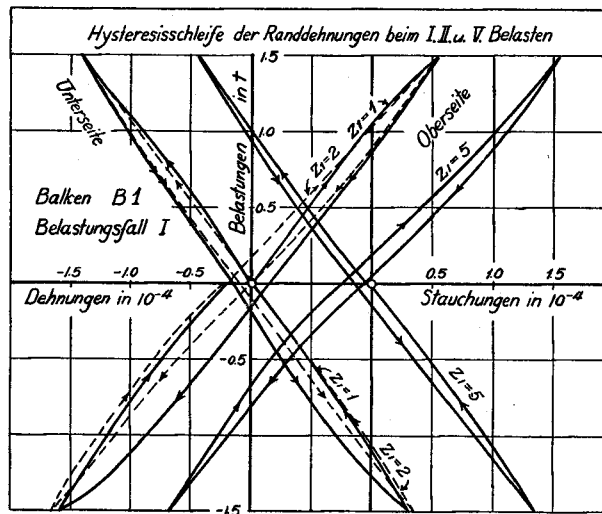 Hysteresisschleife der Randdehnungen beim I. II. u. V. Belasten
1.5
Unterseite
in t
Z₁=1
Oberseite
1.0
Z₁=2
Z₁=5
Belastungen
Balken B1
0.5
Belastungsfall I
-1.5 -1.0 -0.5 0.5 1.0 1.5
Dehnungen in 10⁻⁴
Stauchungen in 10⁻⁴
-0.5
Z₁=1
Z₁=5
Z₁=2
-1.5